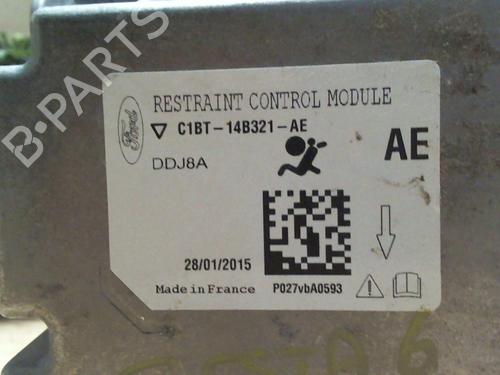 B-PARTS
Ford
RESTRAINT CONTROL MODULE
C1BT-14B321-AE
DDJ8A
AE
28/01/2015
Made in France
P027vbA0593